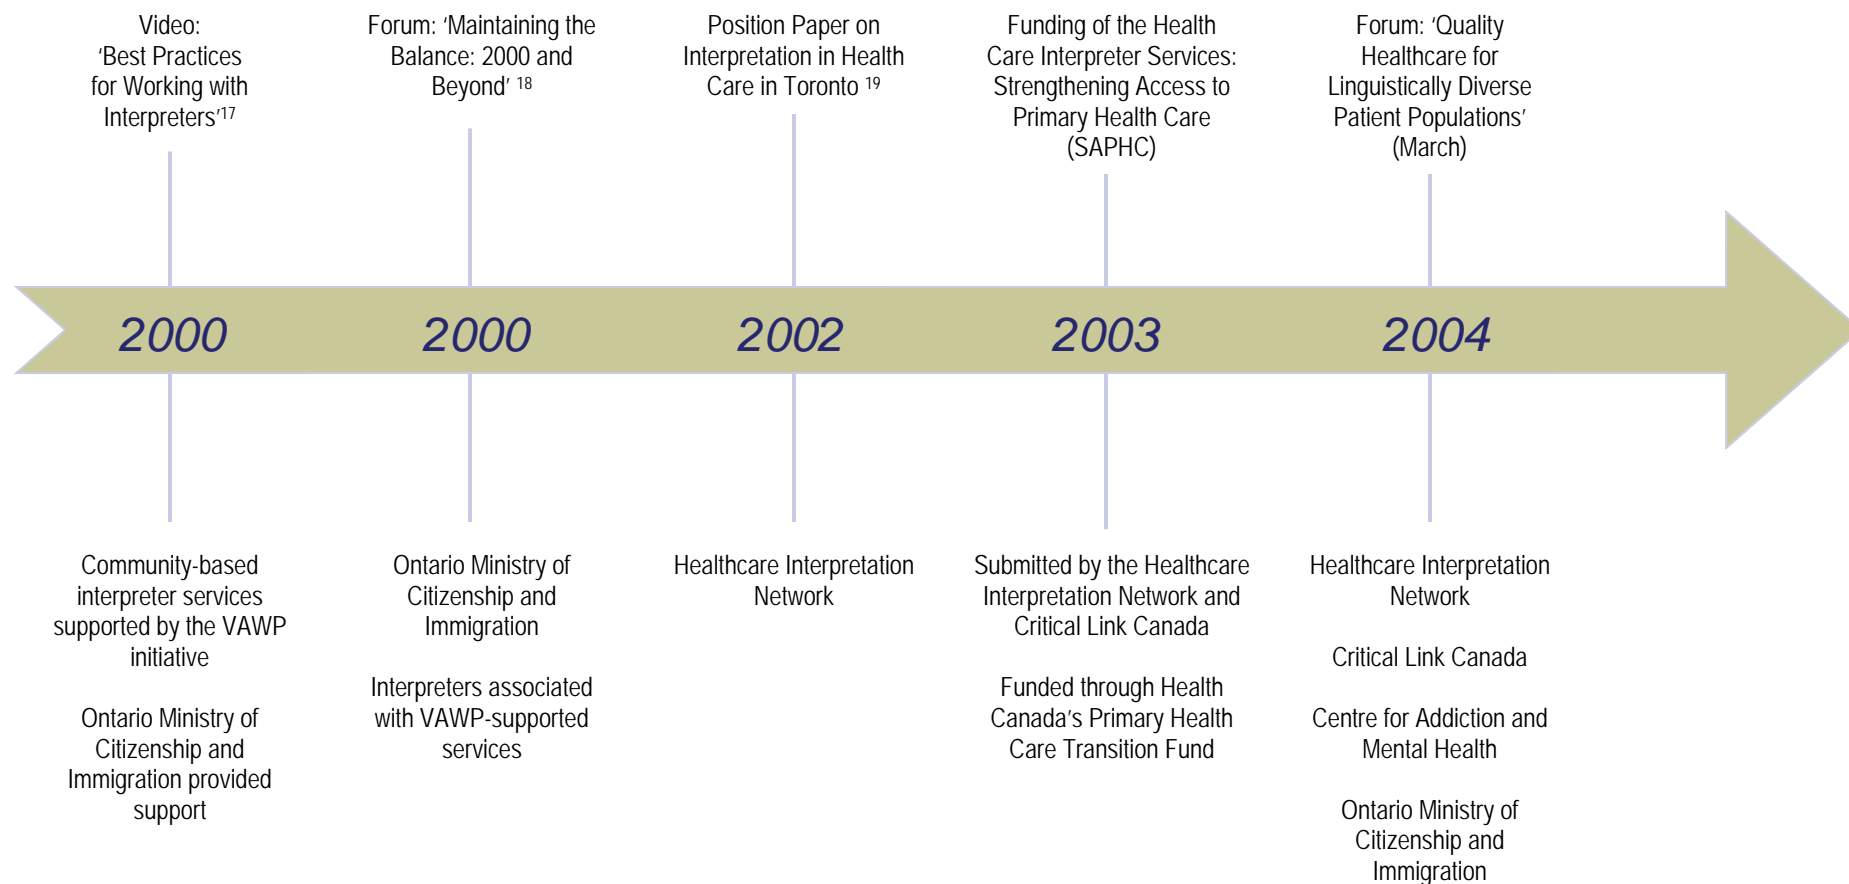 Video:
‘Best Practices
for Working with
Interpreters’17
Forum: ‘Maintaining the
Balance: 2000 and
Beyond’ 18
Position Paper on
Interpretation in Health
Care in Toronto 19
Funding of the Health
Care Interpreter Services:
Strengthening Access to
Primary Health Care
(SAPHC)
Forum: ‘Quality
Healthcare for
Linguistically Diverse
Patient Populations’
(March)
2000
2000
2002
2003
2004
Community-based
interpreter services
supported by the VAWP
initiative
Ontario Ministry of
Citizenship and
Immigration provided
support
Ontario Ministry of
Citizenship and
Immigration
Interpreters associated
with VAWP-supported
services
Healthcare Interpretation
Network
Submitted by the Healthcare
Interpretation Network and
Critical Link Canada
Funded through Health
Canada’s Primary Health
Care Transition Fund
Healthcare Interpretation
Network
Critical Link Canada
Centre for Addiction and
Mental Health
Ontario Ministry of
Citizenship and
Immigration